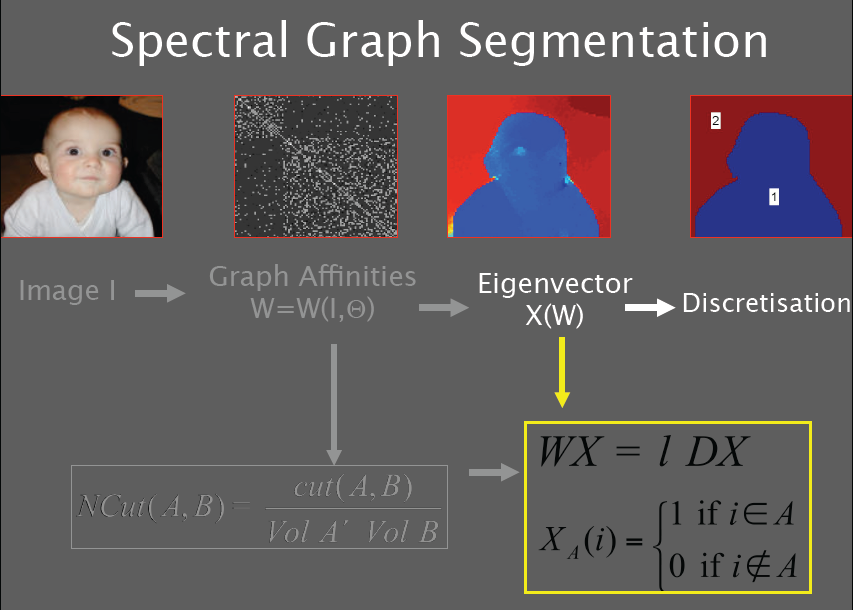 Spectral Graph Segmentation
2
1
Image I
Graph Affinities
W=W(I,Θ)
Eigenvector
X(W)
Discretisation
NCut(A,B)= cut(A,B) / Vol A´ Vol B
WX = l DX
X_A(i) = { 1 if i∈A
0 if i∉A